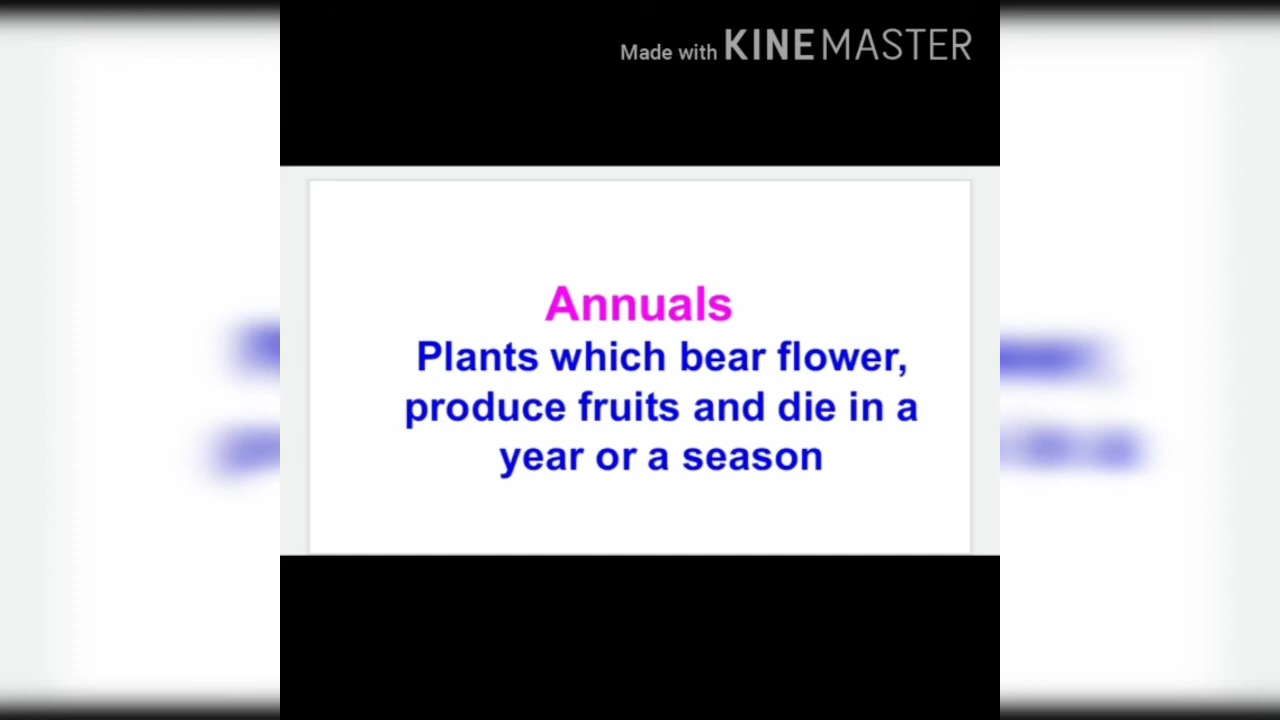 Made with KINEMASTER
Annuals
Plants which bear flower,
produce fruits and die in a
year or a season